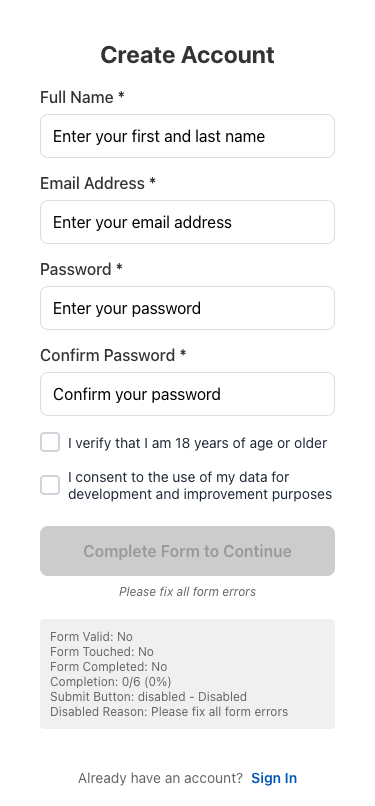 Create Account
Full Name *
Enter your first and last name
Email Address *
Enter your email address
Password *
Enter your password
Confirm Password *
Confirm your password
I verify that I am 18 years of age or older
I consent to the use of my data for
development and improvement purposes
Complete Form to Continue
Please fix all form errors
Form Valid: No
Form Touched: No
Form Completed: No
Completion: 0/6 (0%)
Submit Button: disabled - Disabled
Disabled Reason: Please fix all form errors
Already have an account? Sign In